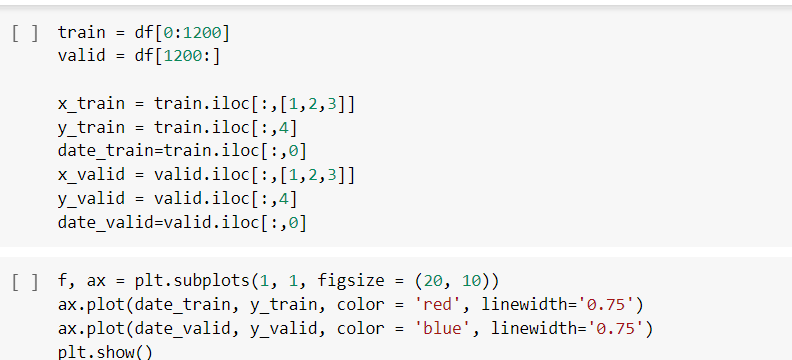 [ ] train = df[0:1200]
valid = df[1200:]
x_train = train.iloc[:,[1,2,3]]
y_train = train.iloc[:,4]
date_train=train.iloc[:,0]
x_valid = valid.iloc[:,[1,2,3]]
y_valid = valid.iloc[:,4]
date_valid=valid.iloc[:,0]
[ ] f, ax = plt.subplots(1, 1, figsize = (20, 10))
ax.plot(date_train, y_train, color = 'red', linewidth='0.75')
ax.plot(date_valid, y_valid, color = 'blue', linewidth='0.75')
plt.show()